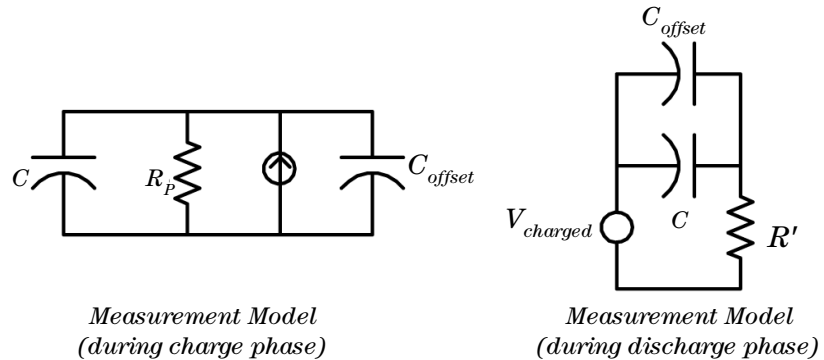 C
R_P
C_offset
Measurement Model
(during charge phase)
C_offset
C
V_charged
R'
Measurement Model
(during discharge phase)